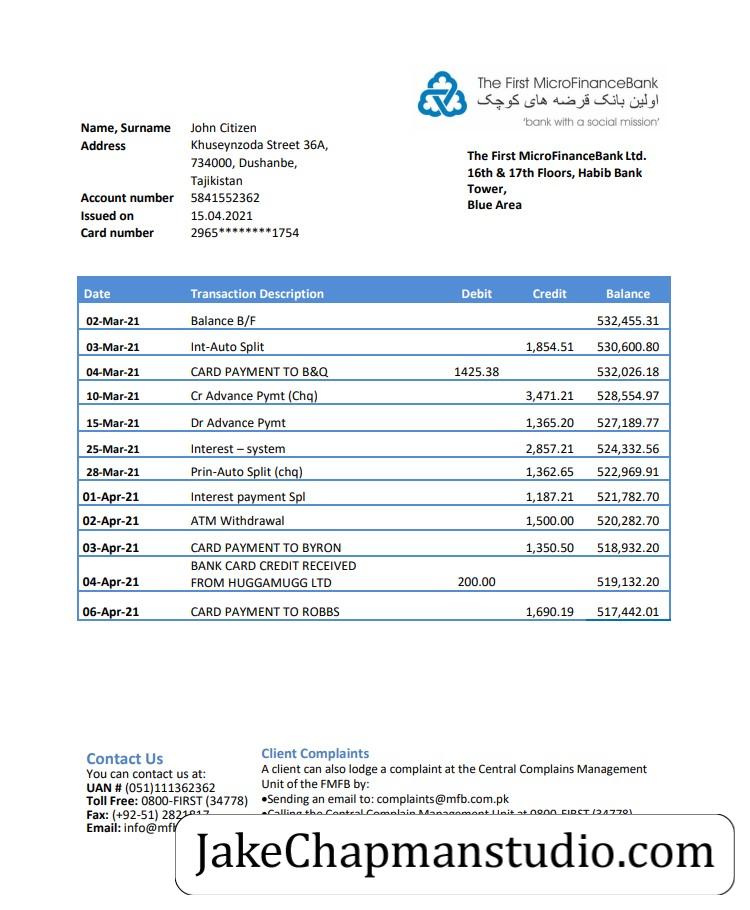 The First MicroFinanceBank
اولین بانک قرضه های کوچک
'bank with a social mission'
Name, Surname John Citizen
Address Khuseynzoda Street 36A,
734000, Dushanbe,
Tajikistan
Account number 5841552362
Issued on 15.04.2021
Card number 2965********1754
The First MicroFinanceBank Ltd.
16th & 17th Floors, Habib Bank
Tower,
Blue Area
Date Transaction Description Debit Credit Balance
02-Mar-21 Balance B/F 532,455.31
03-Mar-21 Int-Auto Split 1,854.51 530,600.80
04-Mar-21 CARD PAYMENT TO B&Q 1425.38 532,026.18
10-Mar-21 Cr Advance Pymt (Chq) 3,471.21 528,554.97
15-Mar-21 Dr Advance Pymt 1,365.20 527,189.77
25-Mar-21 Interest – system 2,857.21 524,332.56
28-Mar-21 Prin-Auto Split (chq) 1,362.65 522,969.91
01-Apr-21 Interest payment Spl 1,187.21 521,782.70
02-Apr-21 ATM Withdrawal 1,500.00 520,282.70
03-Apr-21 CARD PAYMENT TO BYRON 1,350.50 518,932.20
BANK CARD CREDIT RECEIVED
04-Apr-21 FROM HUGGAMUGG LTD 200.00 519,132.20
06-Apr-21 CARD PAYMENT TO ROBBS 1,690.19 517,442.01
Contact Us
You can contact us at:
UAN # (051)111362362
Toll Free: 0800-FIRST (34778)
Fax: (+92-51) 2821
Email: info@mfb
Client Complaints
A client can also lodge a complaint at the Central Complains Management
Unit of the FMFB by:
•Sending an email to: complaints@mfb.com.pk
•Calling the Central Complain Management Unit at 0800-FIRST (34778)
JakeChapmanstudio.com